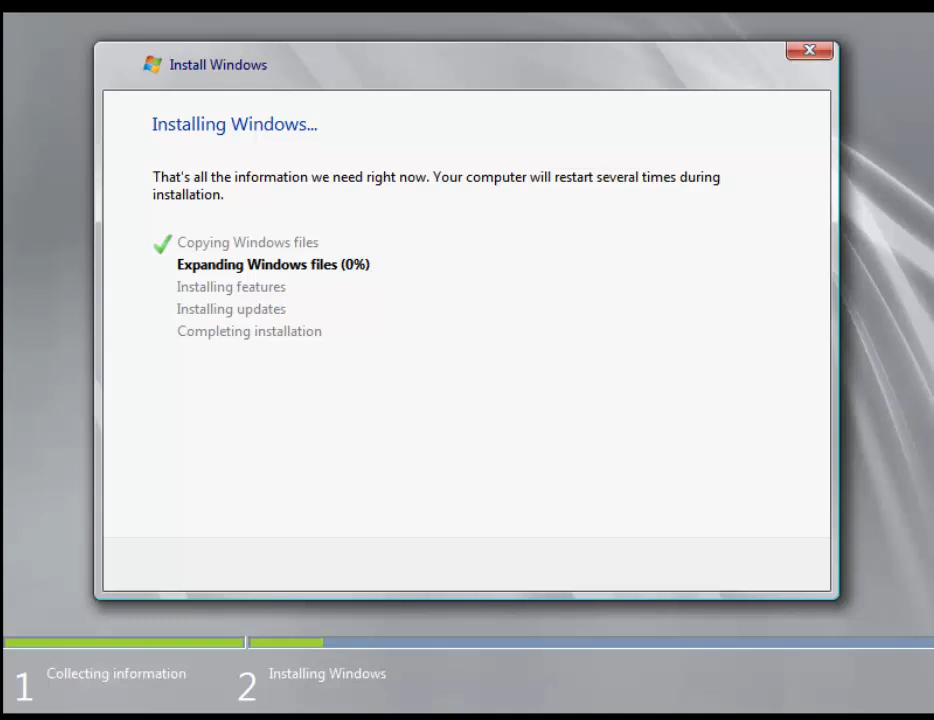 Install Windows
Installing Windows...
That's all the information we need right now. Your computer will restart several times during
installation.
Copying Windows files
Expanding Windows files (0%)
Installing features
Installing updates
Completing installation
1 Collecting information 2 Installing Windows